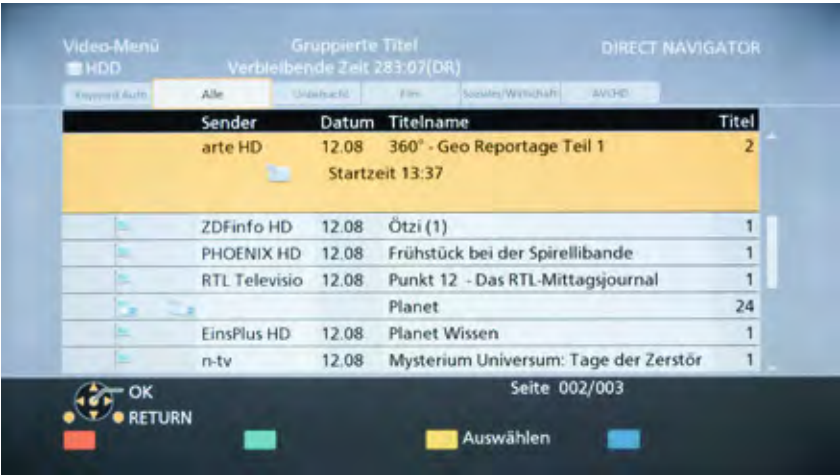 Video-Menü Gruppierte Titel DIRECT NAVIGATOR
HDD Verbleibende Zeit 283:07(DR)
Alle Film Soziales/Wirtschaft AVCHD
Sender Datum Titelname Titel
arte HD 12.08 360° - Geo Reportage Teil 1 2
Startzeit 13:37
ZDFinfo HD 12.08 Ötzi (1) 1
PHOENIX HD 12.08 Frühstück bei der Spirellibande 1
RTL Televisio 12.08 Punkt 12 - Das RTL-Mittagsjournal 1
Planet 24
EinsPlus HD 12.08 Planet Wissen 1
n-tv 12.08 Mysterium Universum: Tage der Zerstör 1
OK Seite 002/003
RETURN
Auswählen